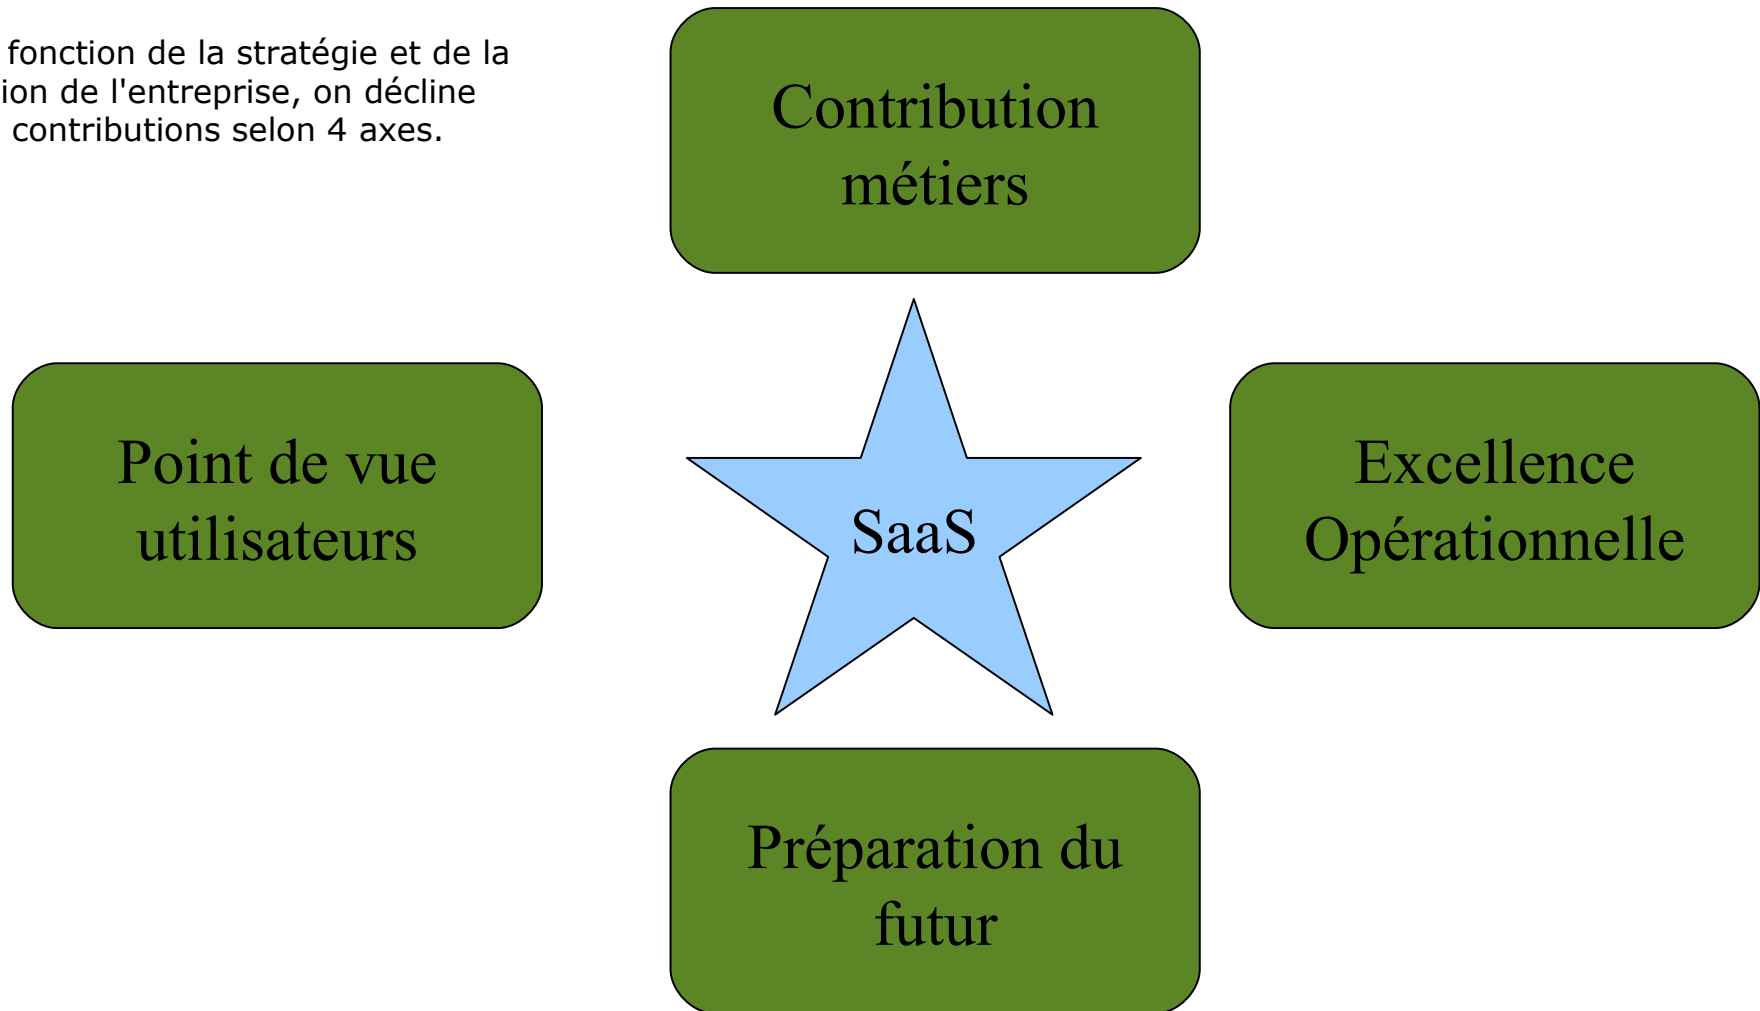 fonction de la stratégie et de la
ion de l'entreprise, on décline
contributions selon 4 axes.
Contribution
métiers
Point de vue
utilisateurs
SaaS
Excellence
Opérationnelle
Préparation du
futur